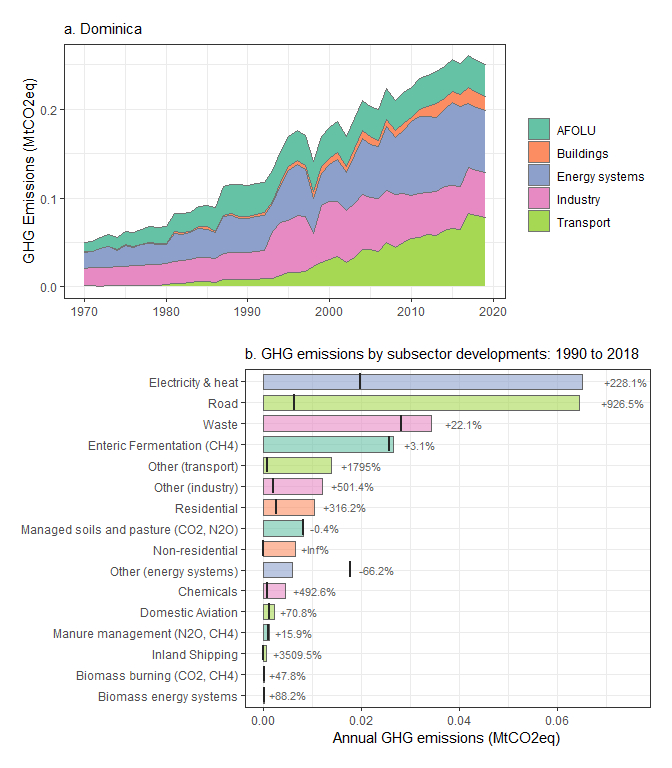 a. Dominica
GHG Emissions (MtCO2eq)
0.2
0.1
0.0
1970 1980 1990 2000 2010 2020
AFOLU
Buildings
Energy systems
Industry
Transport
b. GHG emissions by subsector developments: 1990 to 2018
Electricity & heat +228.1%
Road +926.5%
Waste +22.1%
Enteric Fermentation (CH4) +3.1%
Other (transport) +1795%
Other (industry) +501.4%
Residential +316.2%
Managed soils and pasture (CO2, N2O) -0.4%
Non-residential +Inf%
Other (energy systems) -66.2%
Chemicals +492.6%
Domestic Aviation +70.8%
Manure management (N2O, CH4) +15.9%
Inland Shipping +3509.5%
Biomass burning (CO2, CH4) +47.8%
Biomass energy systems +88.2%
0.00 0.02 0.04 0.06
Annual GHG emissions (MtCO2eq)